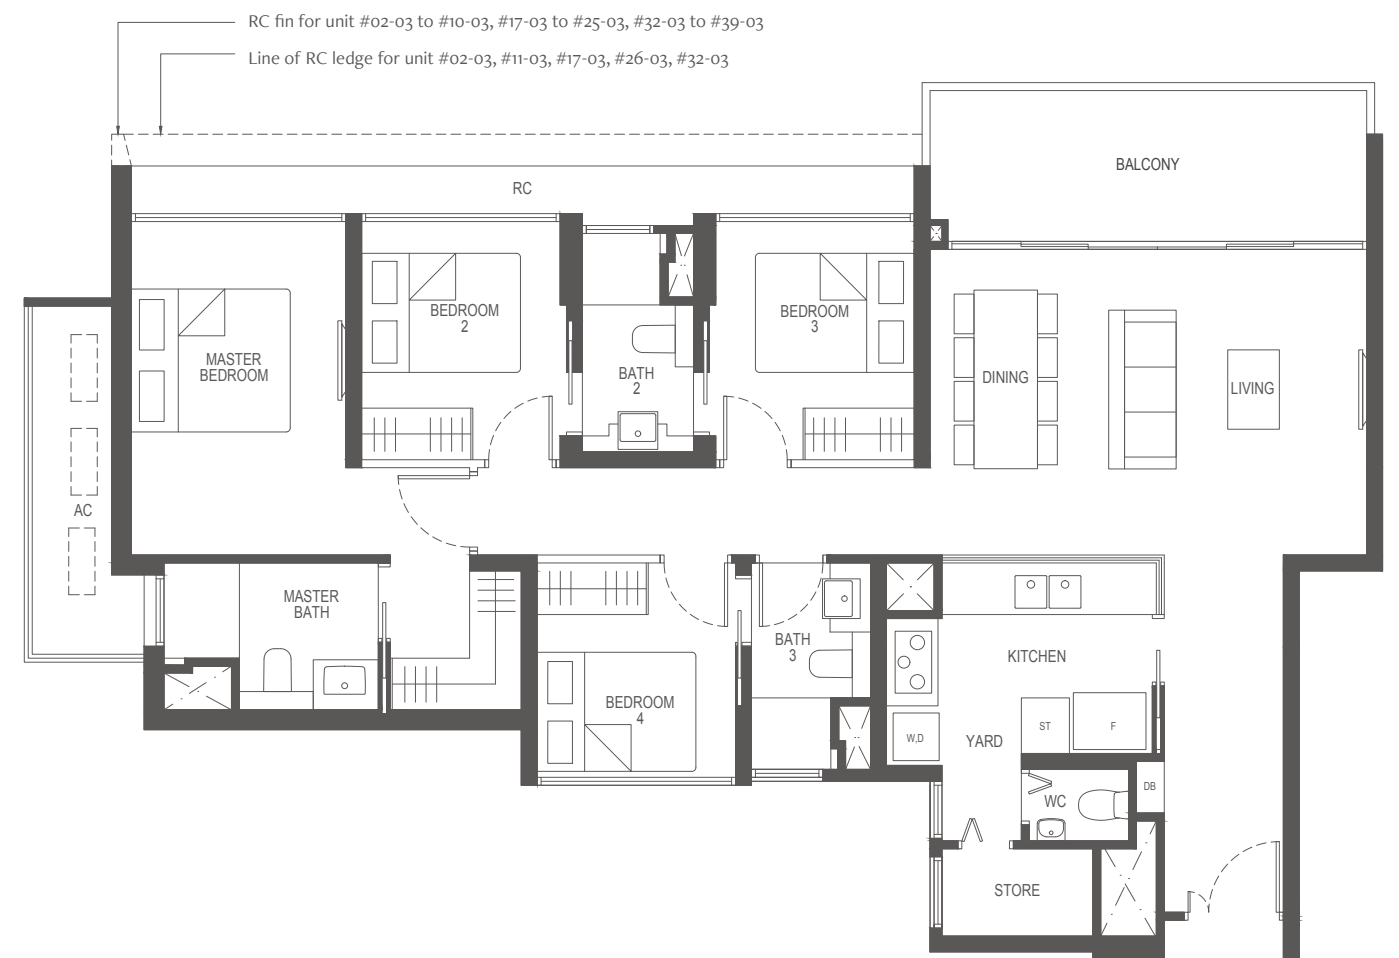 RC fin for unit #02-03 to #10-03, #17-03 to #25-03, #32-03 to #39-03
Line of RC ledge for unit #02-03, #11-03, #17-03, #26-03, #32-03
BALCONY
RC
BEDROOM
2
BEDROOM
3
MASTER
BEDROOM
BATH
2
DINING
LIVING
AC
MASTER
BATH
BATH
3
KITCHEN
BEDROOM
4
ST
F
W,D
YARD
DB
WC
STORE